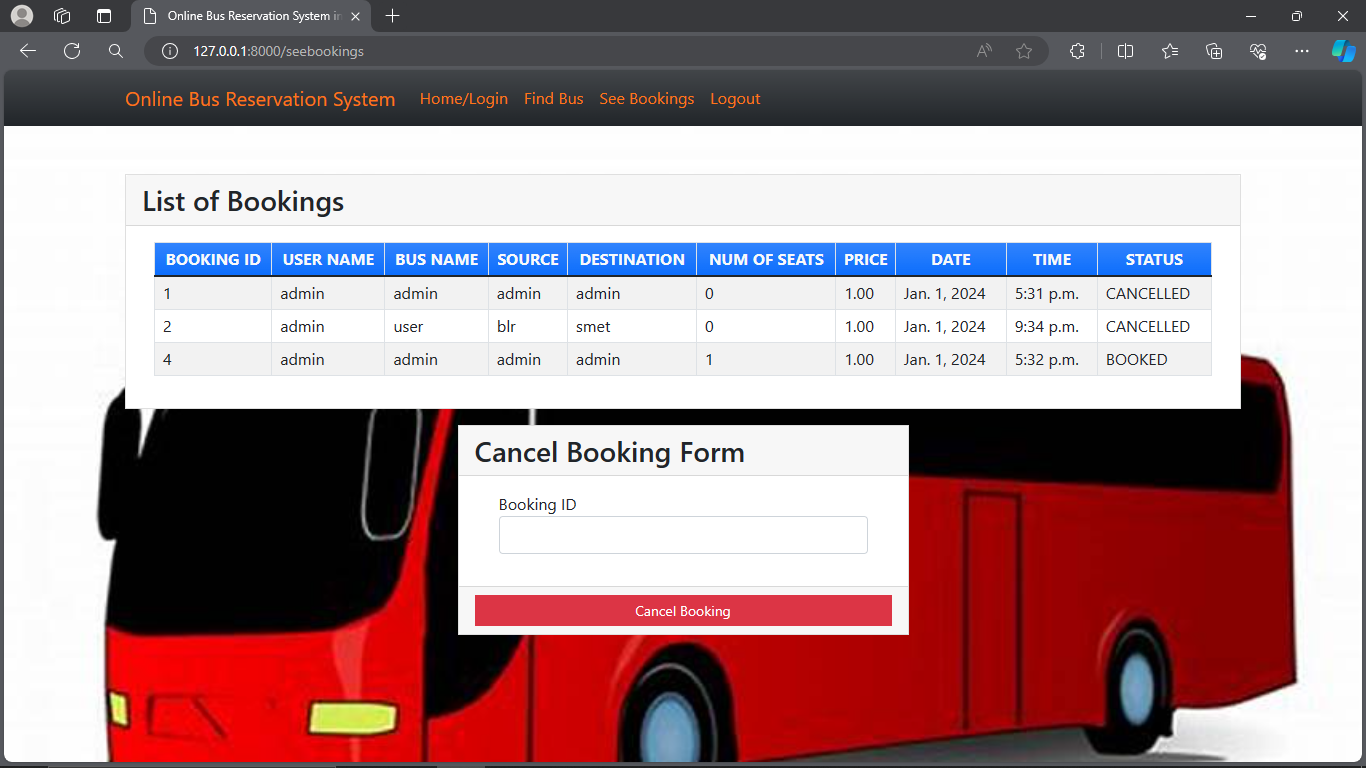 Online Bus Reservation System in
127.0.0.1:8000/seebookings
Online Bus Reservation System Home/Login Find Bus See Bookings Logout
List of Bookings
BOOKING ID USER NAME BUS NAME SOURCE DESTINATION NUM OF SEATS PRICE DATE TIME STATUS
1 admin admin admin admin 0 1.00 Jan. 1, 2024 5:31 p.m. CANCELLED
2 admin user blr smet 0 1.00 Jan. 1, 2024 9:34 p.m. CANCELLED
4 admin admin admin admin 1 1.00 Jan. 1, 2024 5:32 p.m. BOOKED
Cancel Booking Form
Booking ID
Cancel Booking